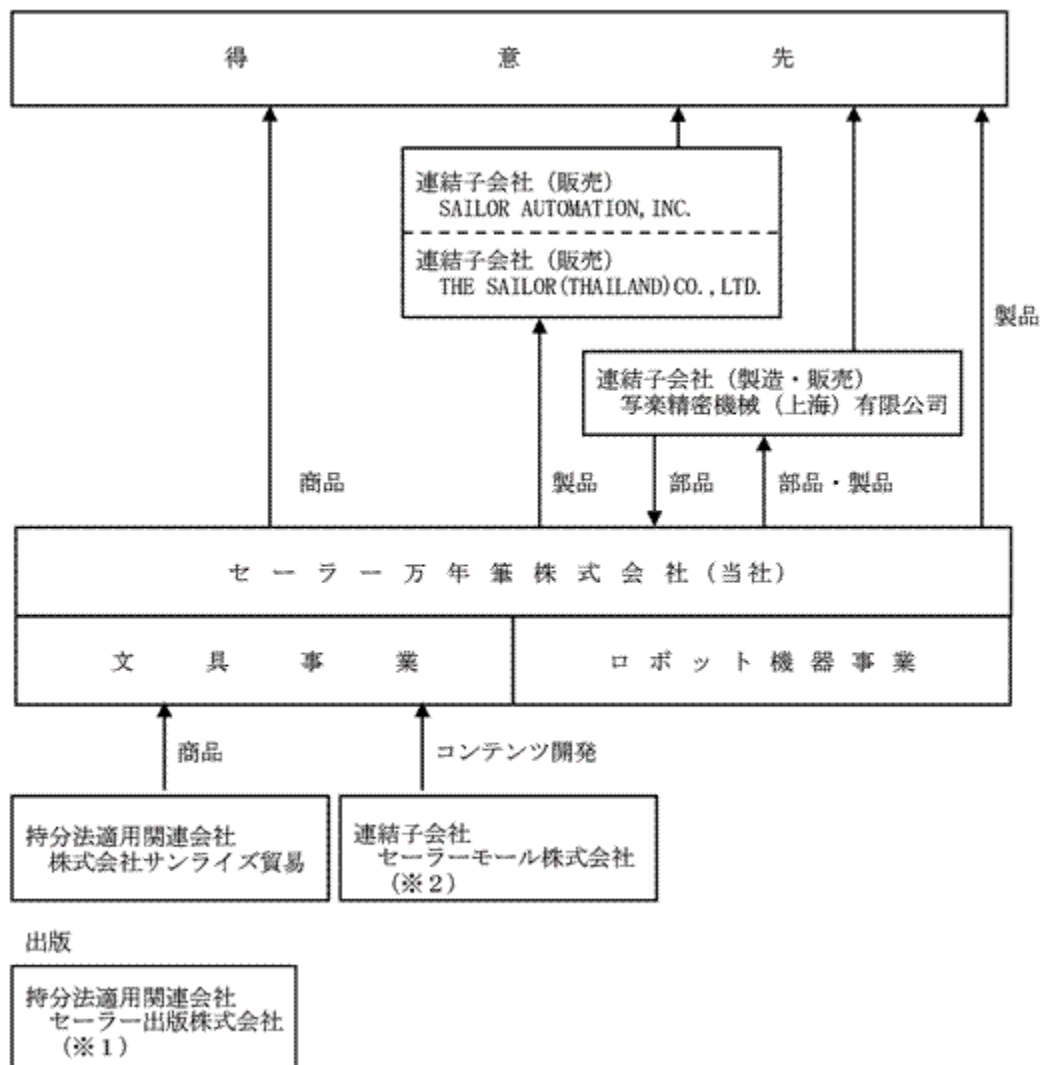 得意先
連結子会社（販売）
SAILOR AUTOMATION, INC.
連結子会社（販売）
THE SAILOR(THAILAND)CO.,LTD.
製品
連結子会社（製造・販売）
写楽精密機械（上海）有限公司
商品
製品
部品
部品・製品
セーラー万年筆株式会社(当社)
文具事業
ロボット機器事業
商品
コンテンツ開発
持分法適用関連会社
株式会社サンライズ貿易
連結子会社
セーラーモール株式会社
（※２）
出版
持分法適用関連会社
セーラー出版株式会社
（※１）